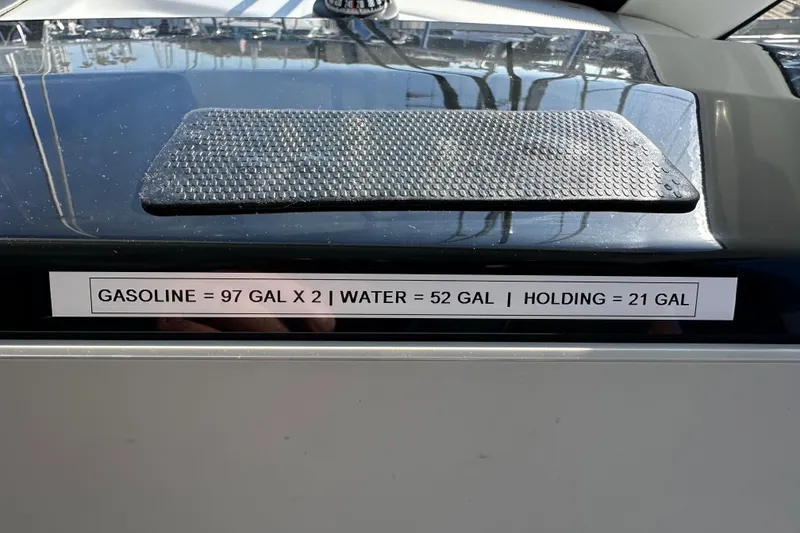 GASOLINE = 97 GAL X 2 | WATER = 52 GAL | HOLDING = 21 GAL